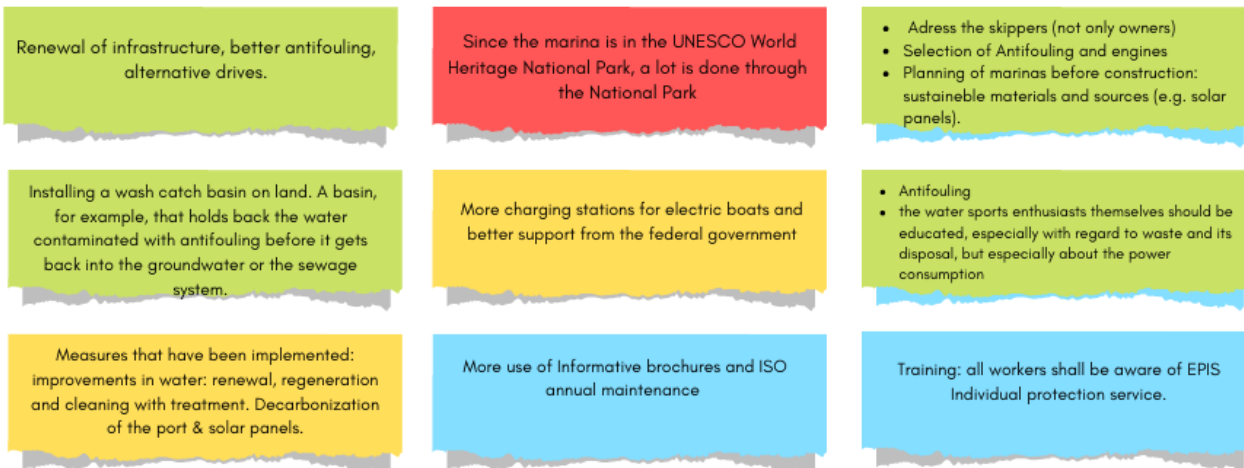 Renewal of infrastructure, better antifouling,
alternative drives.
Since the marina is in the UNESCO World
Heritage National Park, a lot is done through
the National Park
• Adress the skippers (not only owners)
• Selection of Antifouling and engines
• Planning of marinas before construction:
sustaineble materials and sources (e.g. solar
panels).
Installing a wash catch basin on land. A basin,
for example, that holds back the water
contaminated with antifouling before it gets
back into the groundwater or the sewage
system.
More charging stations for electric boats and
better support from the federal government
• Antifouling
• the water sports enthusiasts themselves should be
educated, especially with regard to waste and its
disposal, but especially about the power
consumption
Measures that have been implemented:
improvements in water: renewal, regeneration
and cleaning with treatment. Decarbonization
of the port & solar panels.
More use of Informative brochures and ISO
annual maintenance
Training: all workers shall be aware of EPIS
Individual protection service.